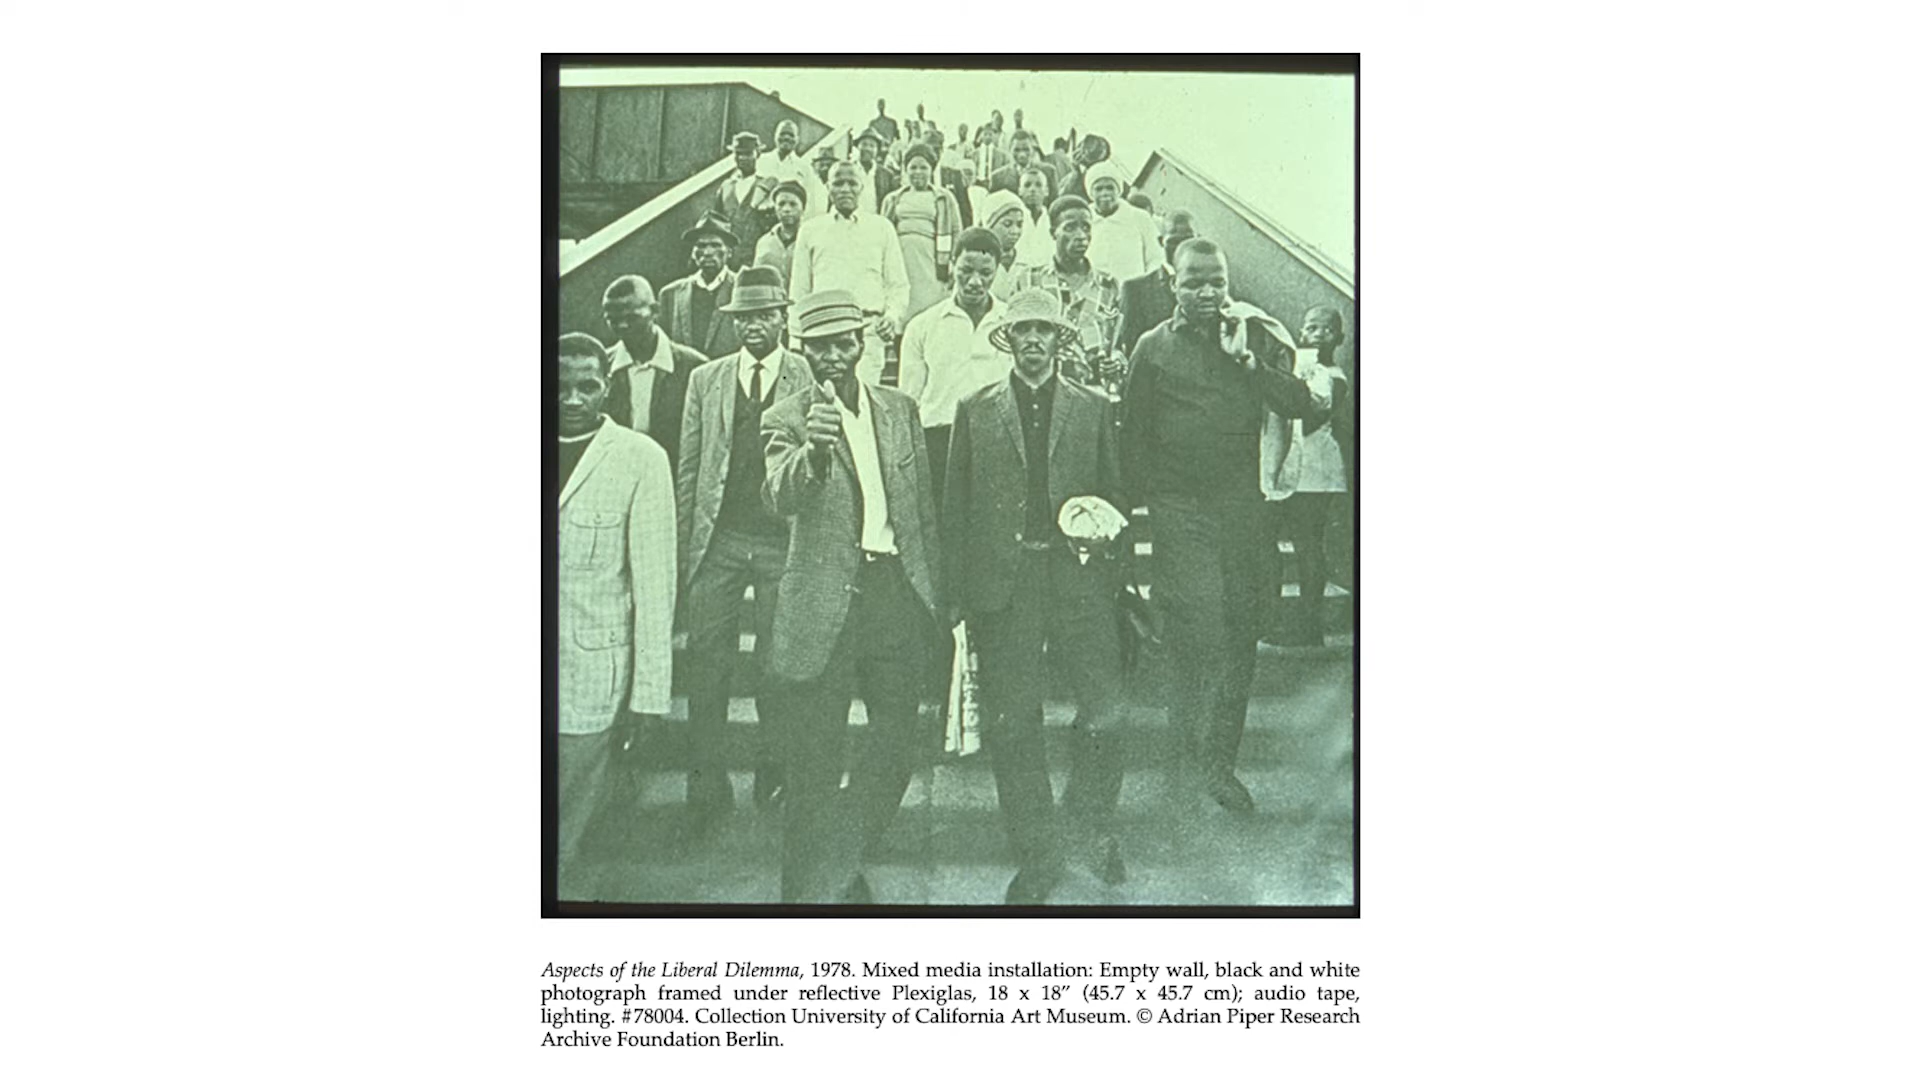 Aspects of the Liberal Dilemma, 1978. Mixed media installation: Empty wall, black and white
photograph framed under reflective Plexiglas, 18 x 18” (45.7 x 45.7 cm); audio tape,
lighting. #78004. Collection University of California Art Museum. © Adrian Piper Research
Archive Foundation Berlin.